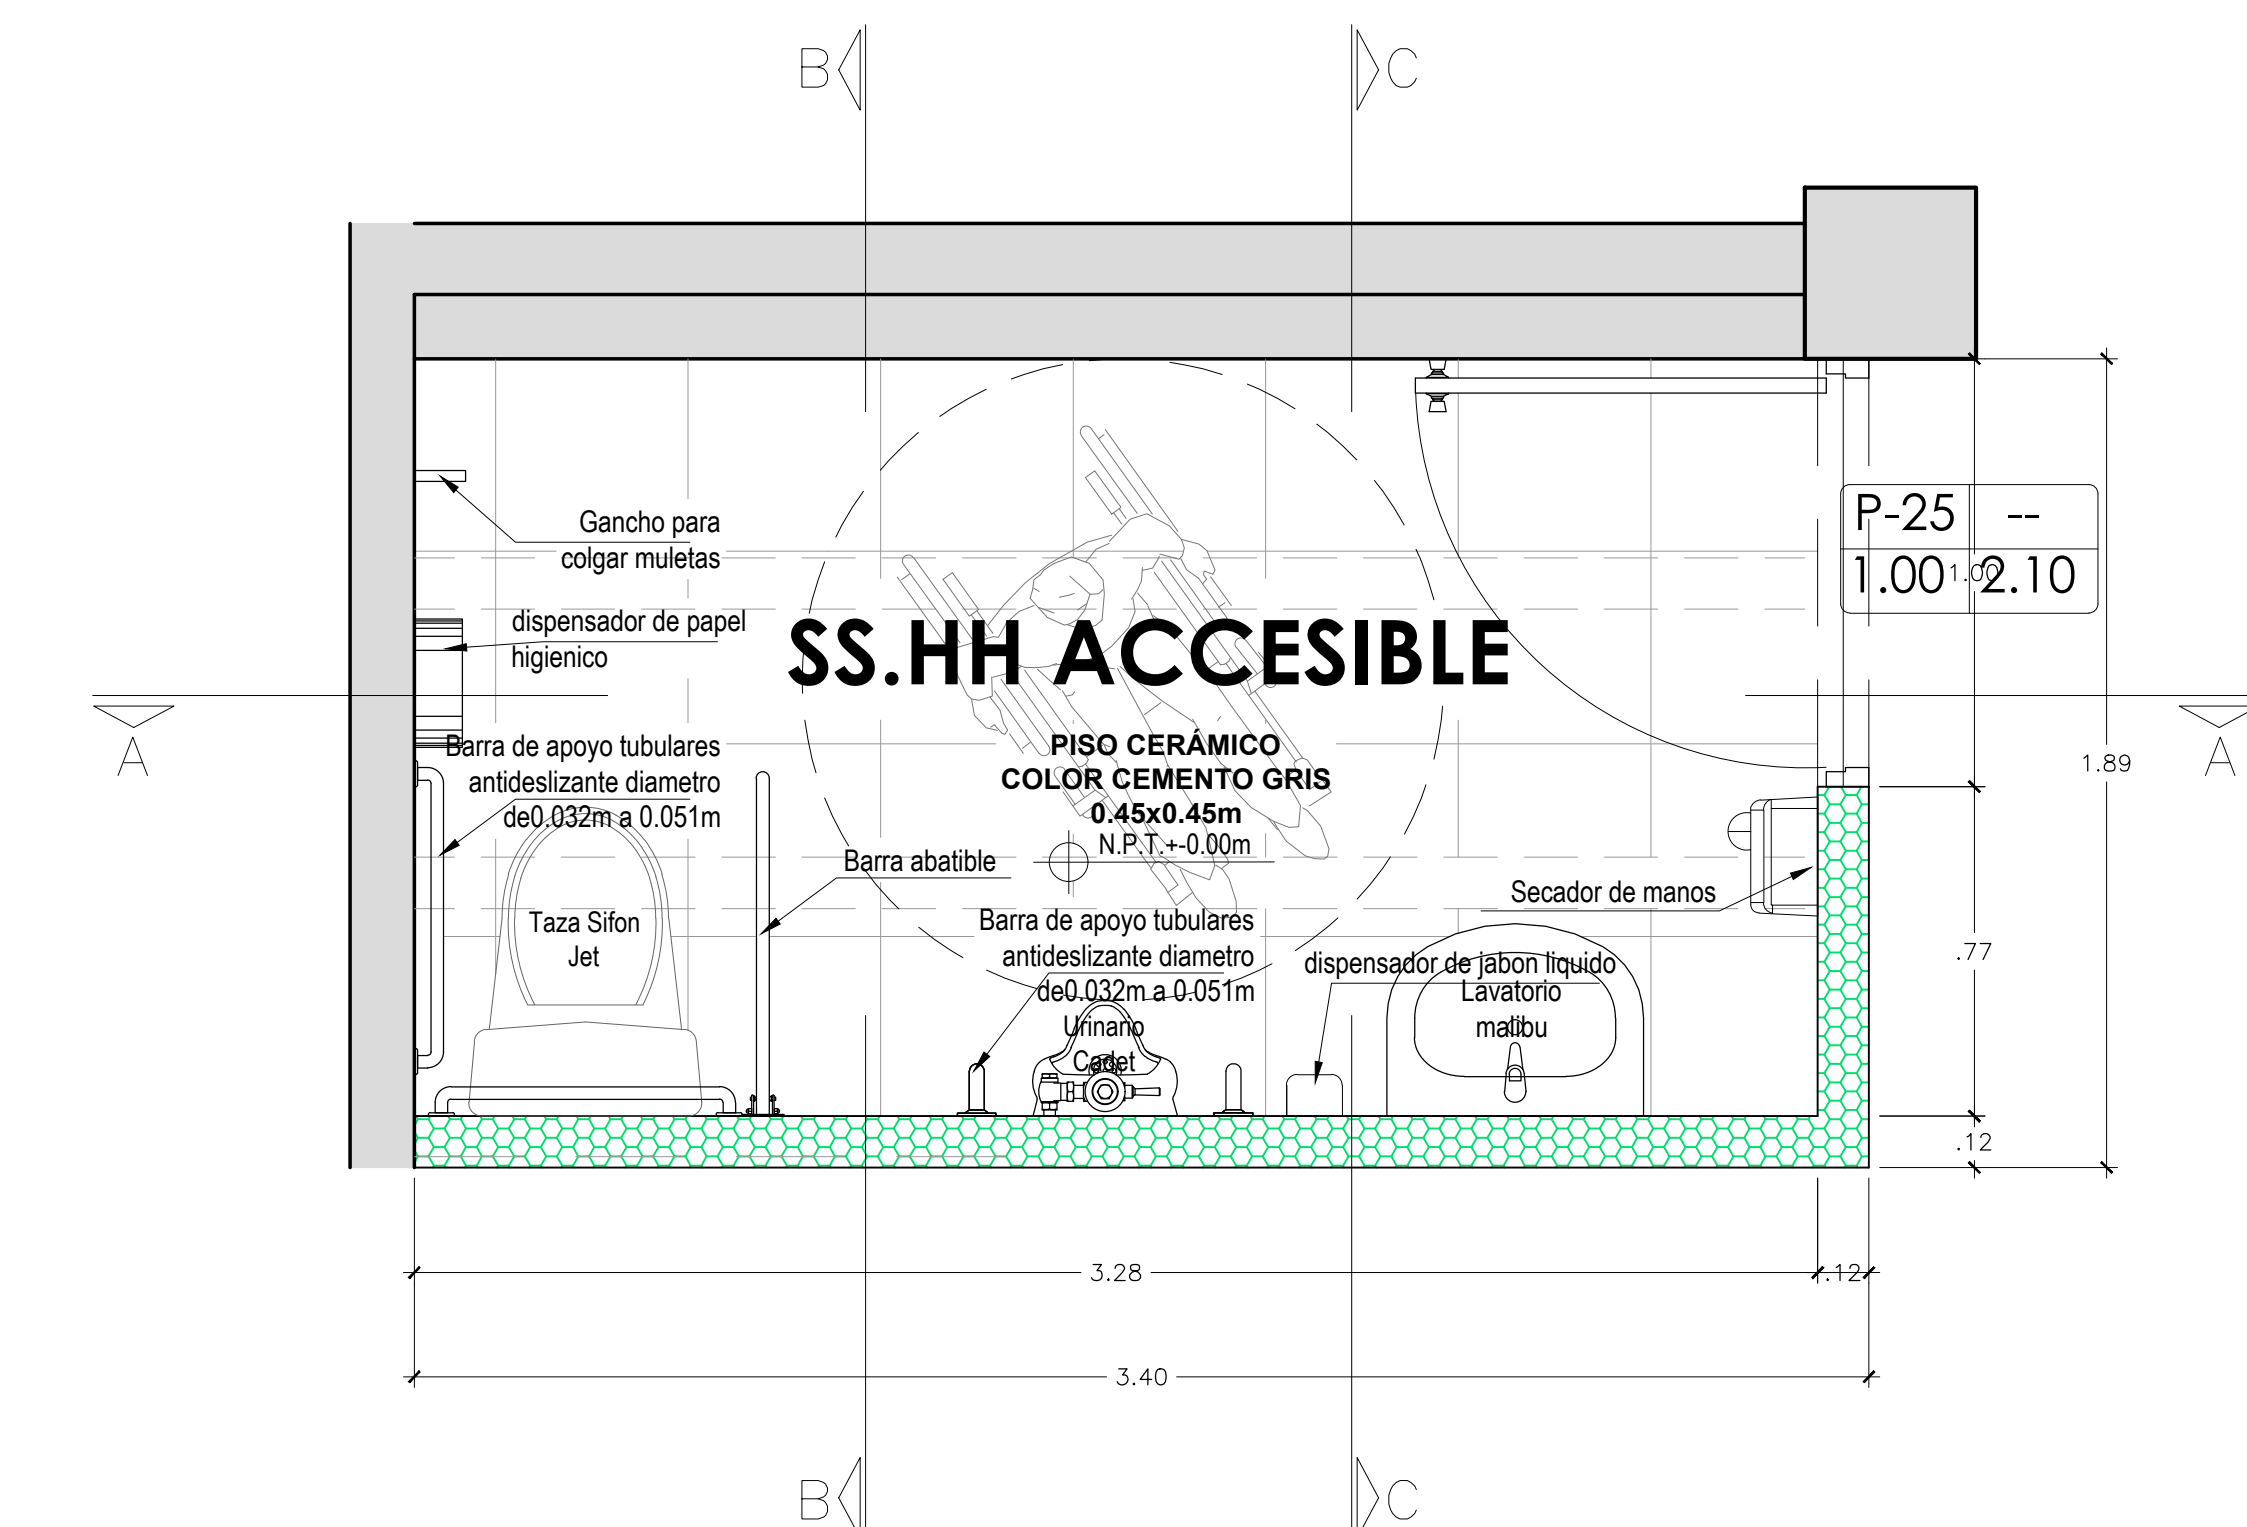 B
C
P-25
--
1.00
1.00
2.10
Gancho para
colgar muletas
dispensador de papel
higienico
SS.HH ACCESIBLE
A
A
Barra de apoyo tubulares
antideslizante diametro
de0.032m a 0.051m
PISO CERÁMICO
COLOR CEMENTO GRIS
0.45x0.45m
N.P.T.+-0.00m
1.89
Barra abatible
Secador de manos
Taza Sifon
Jet
Barra de apoyo tubulares
antideslizante diametro
de0.032m a 0.051m
dispensador de jabon liquido
Lavatorio
malibu
Urinario
Cadet
.77
.12
3.28
.12
3.40
B
C